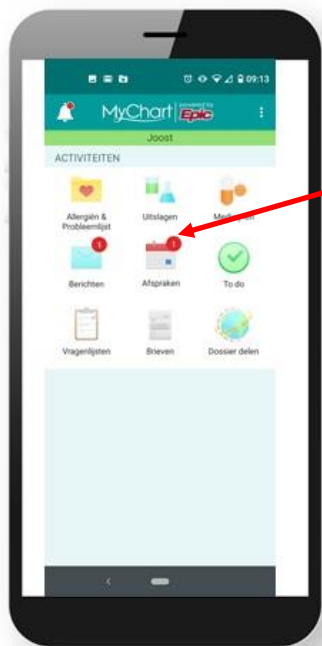 09:13
MyChart powered by Epic
Joost
ACTIVITEITEN
Allergiën & Probleemlijst
Uitslagen
1
1
Berichten
Afspraken
To do
Vragenlijsten
Brieven
Dossier delen